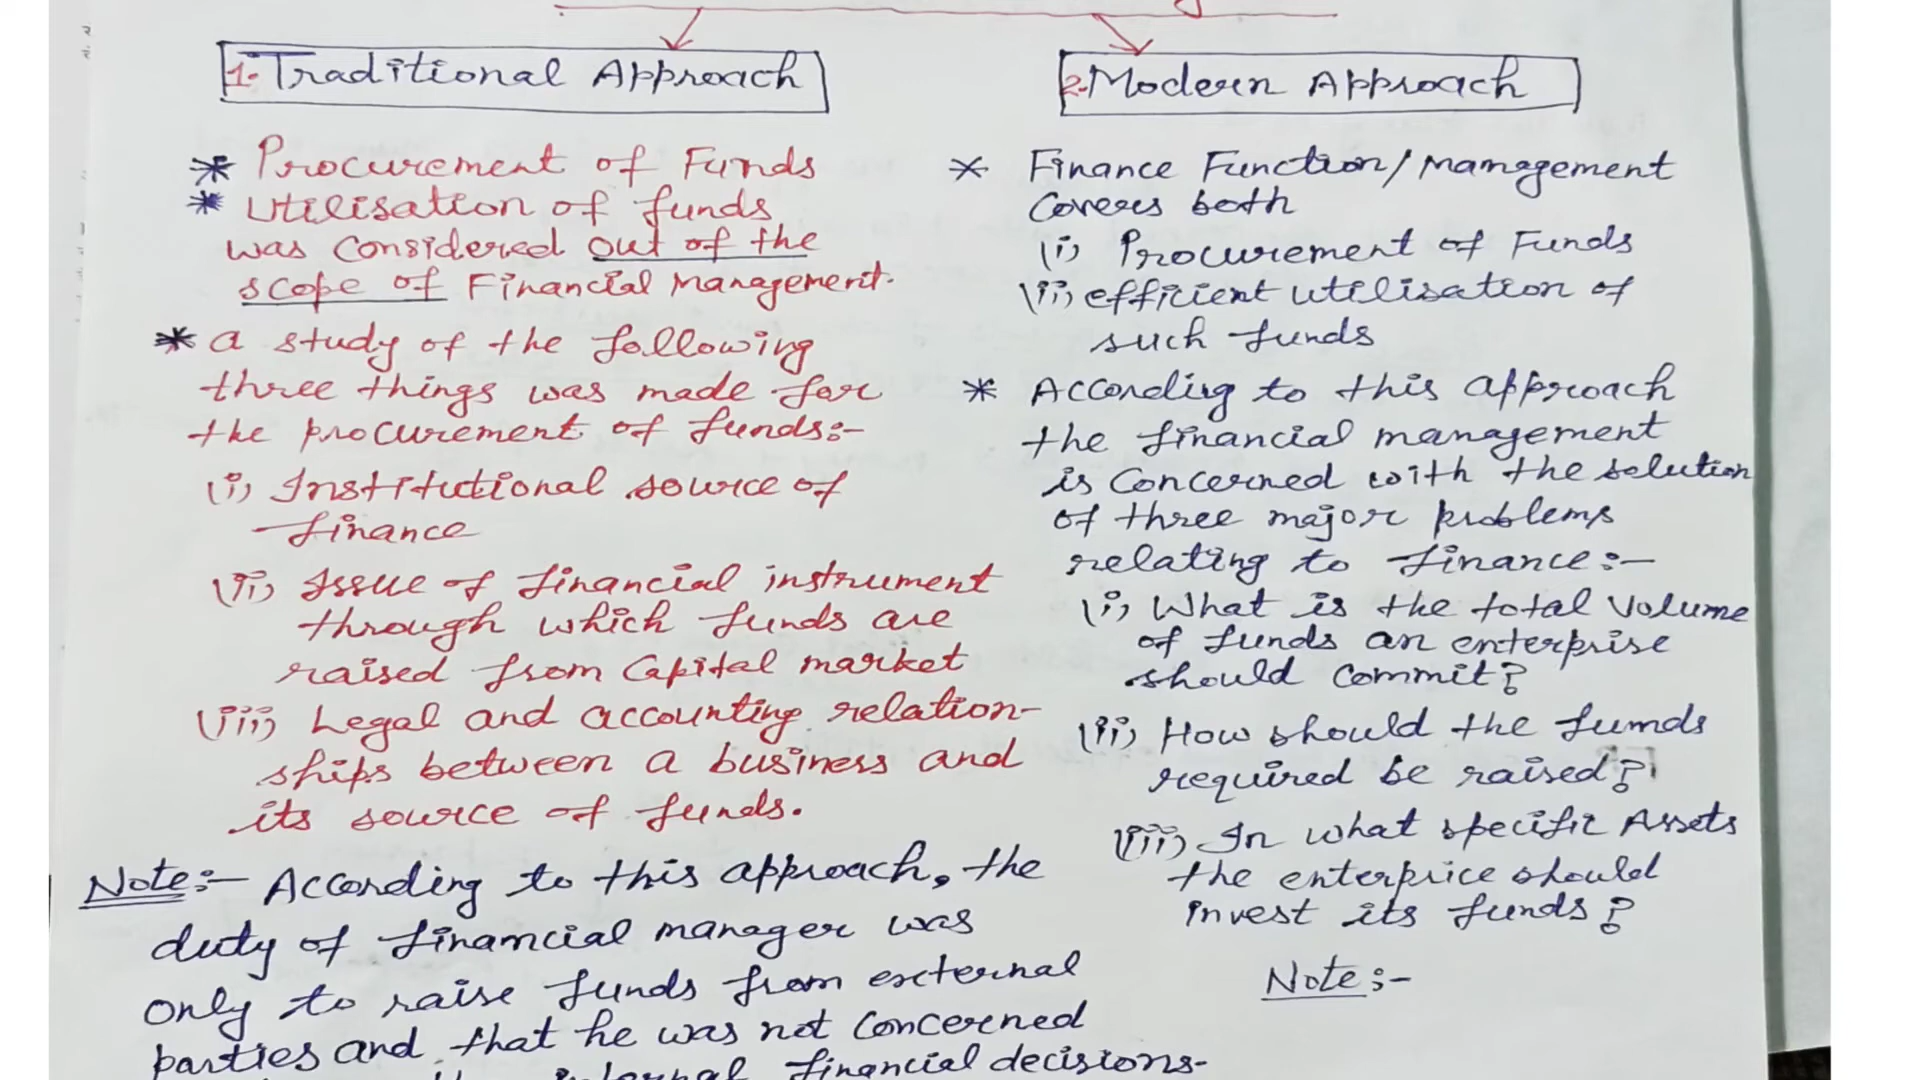 1. Traditional Approach
* Procurement of Funds
* Utilisation of funds
was Considered out of the
scope of Financial Management.
* A study of the following
three things was made for
the procurement of funds:-
(i) Institutional source of
finance
(ii) Issue of financial instrument
through which funds are
raised from Capital market
(iii) Legal and accounting relation-
ships between a business and
its source of funds.
Note:- According to this approach, the
duty of financial manager was
only to raise funds from external
parties and that he was not Concerned
internal financial decisions-
2. Modern Approach
* Finance Function/Management
Covers both
(i) Procurement of Funds
(ii) efficient utilisation of
such funds
* According to this approach
the financial management
is Concerned with the solution
of three major problems
relating to finance:-
(i) What is the total Volume
of funds an enterprise
should commit?
(ii) How should the funds
required be raised?
(iii) In what specific Assets
the enterprice should
invest its funds?
Note:-